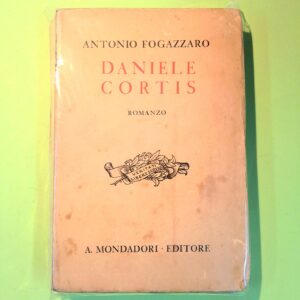 ANTONIO FOGAZZARO
DANIELE
CORTIS
ROMANZO
A. MONDADORI · EDITORE